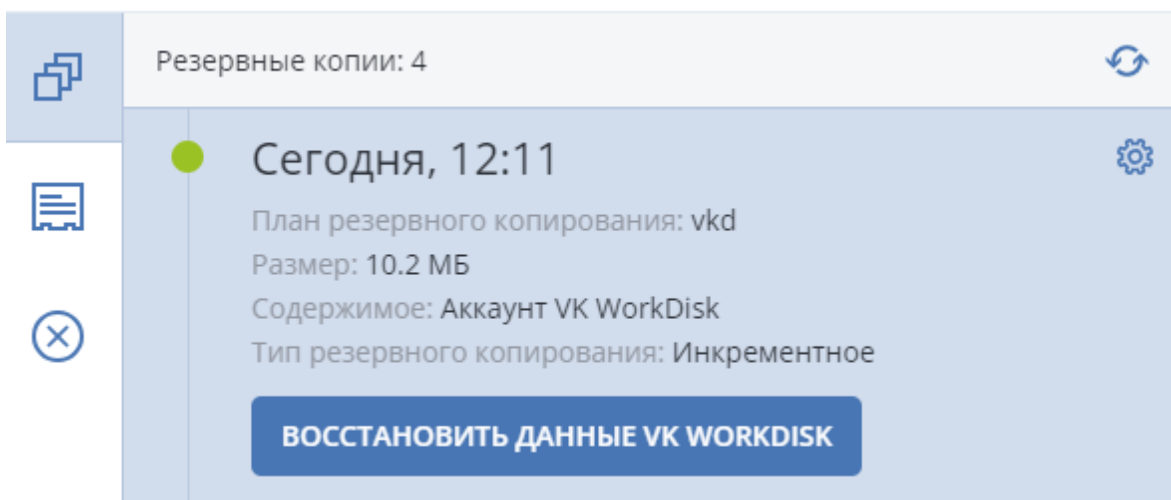 Резервные копии: 4
Сегодня, 12:11
План резервного копирования: vkd
Размер: 10.2 МБ
Содержимое: Аккаунт VK WorkDisk
Тип резервного копирования: Инкрементное
ВОССТАНОВИТЬ ДАННЫЕ VK WORKDISK